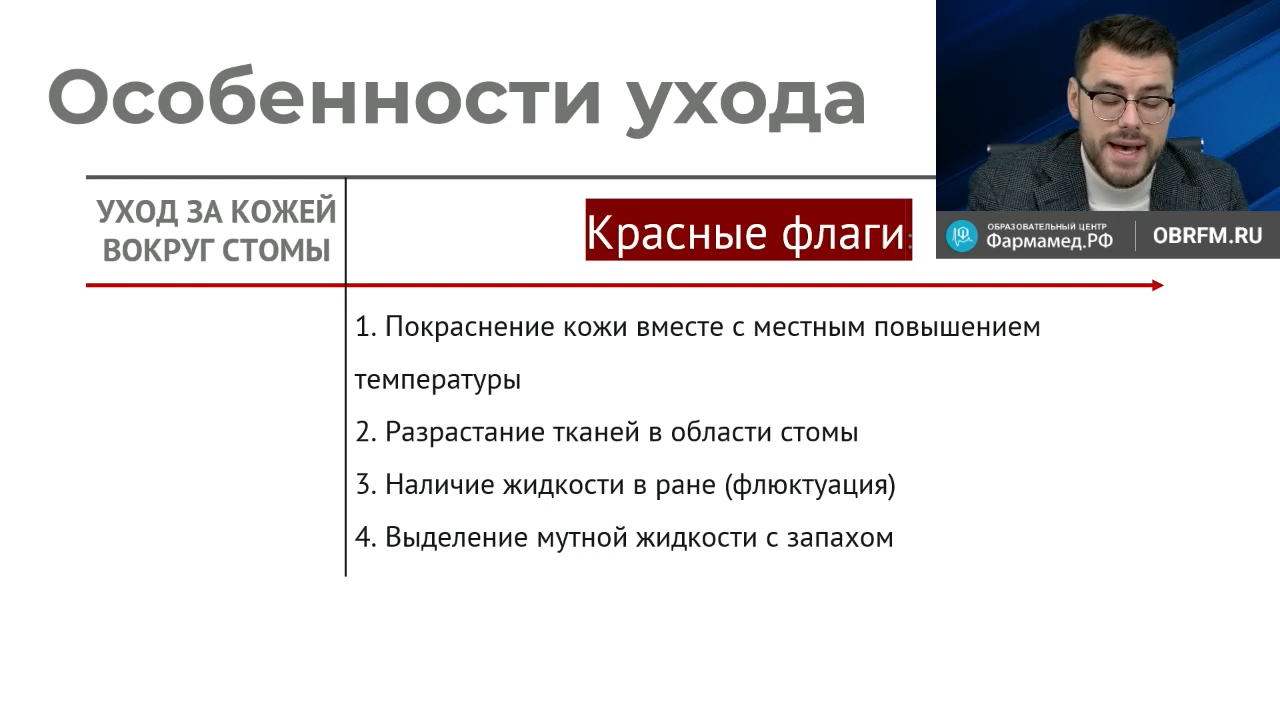 Особенности ухода
УХОД ЗА КОЖЕЙ
ВОКРУГ СТОМЫ
Красные флаги:
ОБРАЗОВАТЕЛЬНЫЙ ЦЕНТР
Фармамед.РФ
OBRFM.RU
1. Покраснение кожи вместе с местным повышением
температуры
2. Разрастание тканей в области стомы
3. Наличие жидкости в ране (флюктуация)
4. Выделение мутной жидкости с запахом